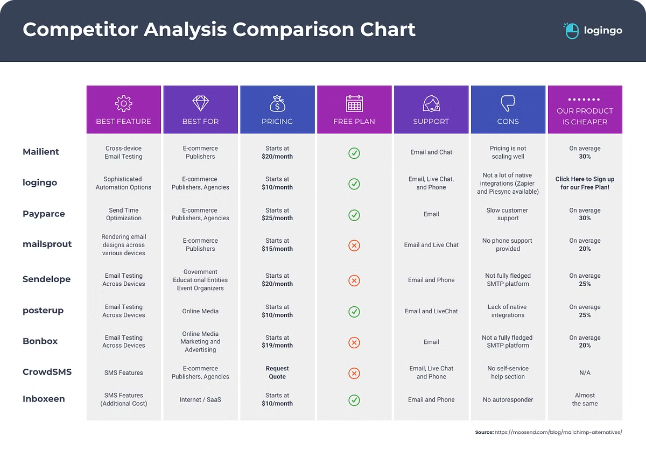 Competitor Analysis Comparison Chart
logingo
BEST FEATURE
BEST FOR
PRICING
FREE PLAN
SUPPORT
CONS
OUR PRODUCT
IS CHEAPER
Mailient
Cross-device
Email Testing
E-commerce
Publishers
Starts at
$20/month
Email and Chat
Pricing is not
scaling well
On average
30%
logingo
Sophisticated
Automation Options
E-commerce
Publishers, Agencies
Starts at
$10/month
Email, Live Chat,
and Phone
Not a lot of native
integrations (Zapier
and Piesync available)
Click Here to Sign up
for our Free Plan!
Payparce
Send Time
Optimization
E-commerce
Publishers, Agencies
Starts at
$25/month
Email
Slow customer
support
On average
30%
mailsprout
Rendering email
designs across
various devices
E-commerce
Publishers
Starts at
$15/month
Email and Live Chat
No phone support
provided
On average
20%
Sendelope
Email Testing
Across Devices
Government
Educational Entities
Event Organizers
Starts at
$20/month
Email and Phone
Not fully fledged
SMTP platform
On average
25%
posterup
Email Testing
Across Devices
Online Media
Starts at
$10/month
Email and LiveChat
Lack of native
integrations
On average
25%
Bonbox
Email Testing
Across Devices
Online Media
Marketing and
Advertising
Starts at
$19/month
Email
Not a fully fledged
SMTP platform
On average
20%
CrowdSMS
SMS Features
E-commerce
Publishers, Agencies
Request
Quote
Email, Live Chat
and Phone
No self-service
help section
N/A
Inboxeen
SMS Features
(Additional Cost)
Internet / SaaS
Starts at
$10/month
Email and Phone
No autoresponder
Almost
the same
Source: https://moosend.com/blog/mailchimp-alternatives/